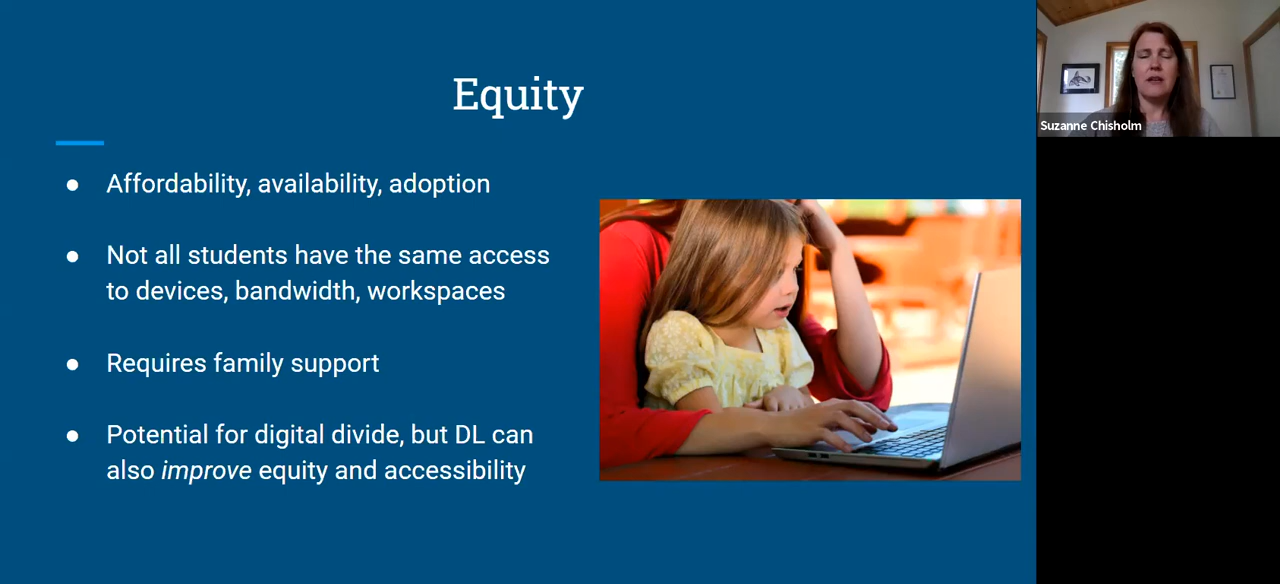 Equity
● Affordability, availability, adoption
● Not all students have the same access
to devices, bandwidth, workspaces
● Requires family support
● Potential for digital divide, but DL can
also improve equity and accessibility
Suzanne Chisholm